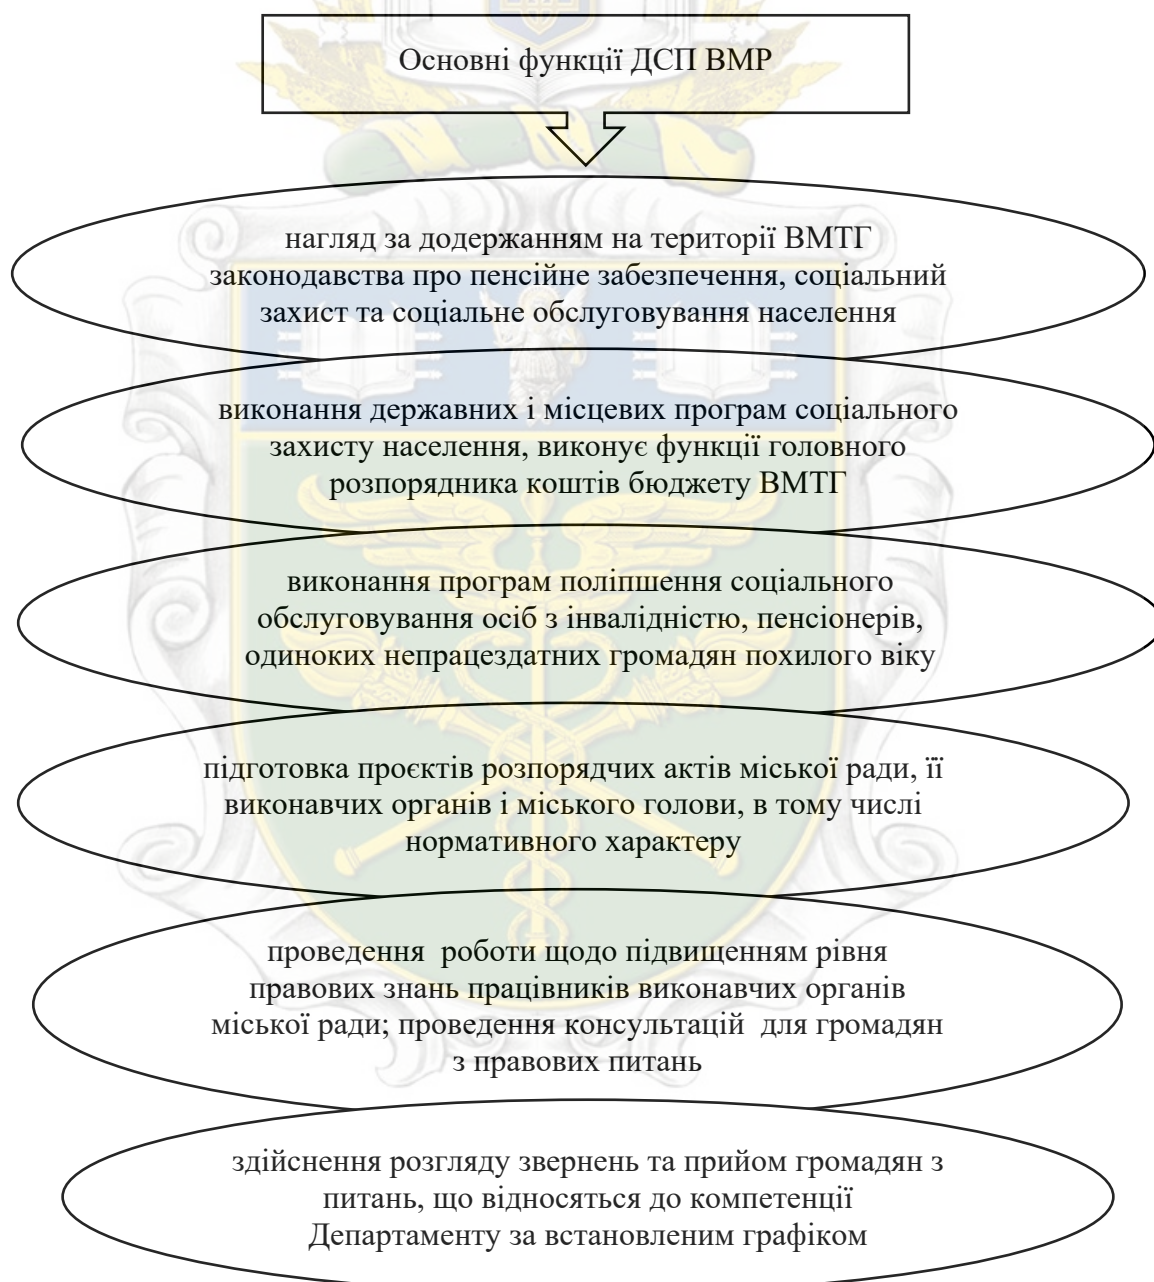 Основні функції ДСП ВМР
нагляд за додержанням на території ВМТГ
законодавства про пенсійне забезпечення, соціальний
захист та соціальне обслуговування населення
виконання державних і місцевих програм соціального
захисту населення, виконує функції головного
розпорядника коштів бюджету ВМТГ
виконання програм поліпшення соціального
обслуговування осіб з інвалідністю, пенсіонерів,
одиноких непрацездатних громадян похилого віку
підготовка проєктів розпорядчих актів міської ради, її
виконавчих органів і міського голови, в тому числі
нормативного характеру
проведення роботи щодо підвищенням рівня
правових знань працівників виконавчих органів
міської ради; проведення консультацій для громадян
з правових питань
здійснення розгляду звернень та прийом громадян з
питань, що відносяться до компетенції
Департаменту за встановленим графіком